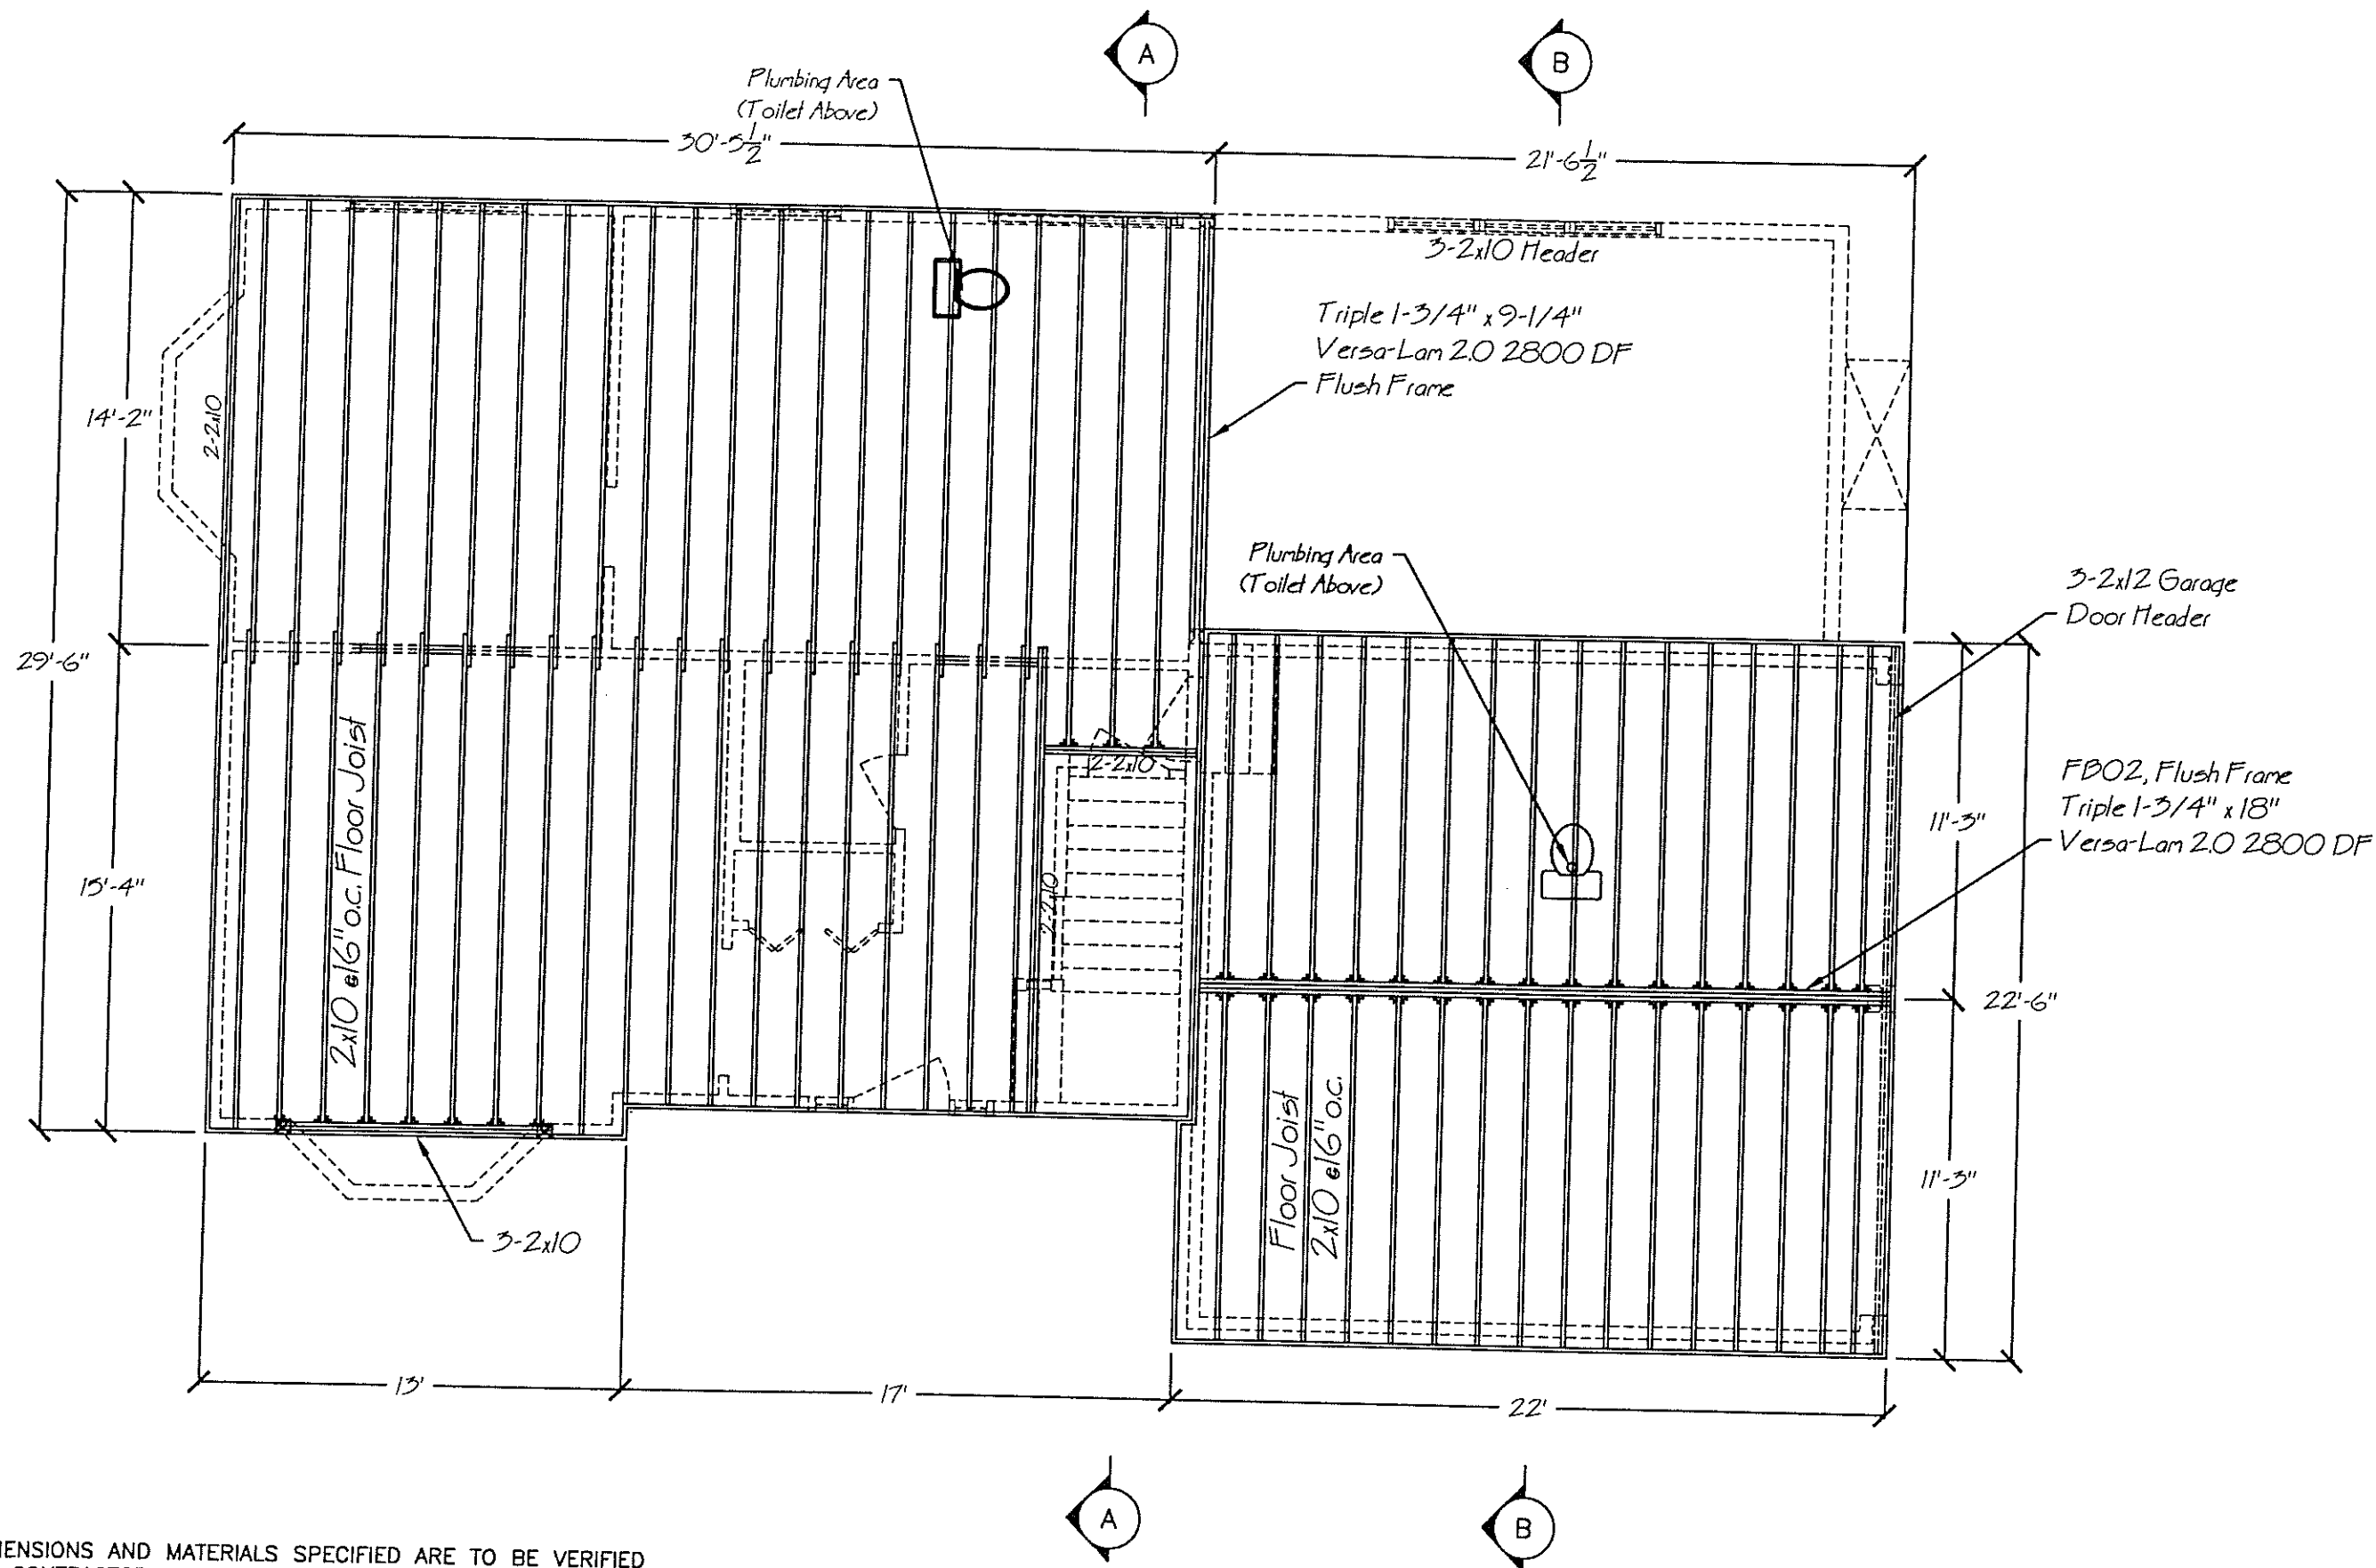 A
B
Plumbing Area
(Toilet Above)
30'-5 1/2"
21'-6 1/2"
3-2x10 Header
Triple 1-3/4" x 9-1/4"
Versa-Lam 2.0 2800 DF
Flush Frame
14'-2"
2-2x10
Plumbing Area
(Toilet Above)
3-2x12 Garage
Door Header
29'-6"
2-2x10
FB02, Flush Frame
Triple 1-3/4" x 18"
Versa-Lam 2.0 2800 DF
11'-3"
15'-4"
2x10 @16" o.c. Floor Joist
2-2x10
22'-6"
Floor Joist
2x10 @16" o.c.
11'-3"
3-2x10
13'
17'
22'
A
B
MENSIONS AND MATERIALS SPECIFIED ARE TO BE VERIFIED